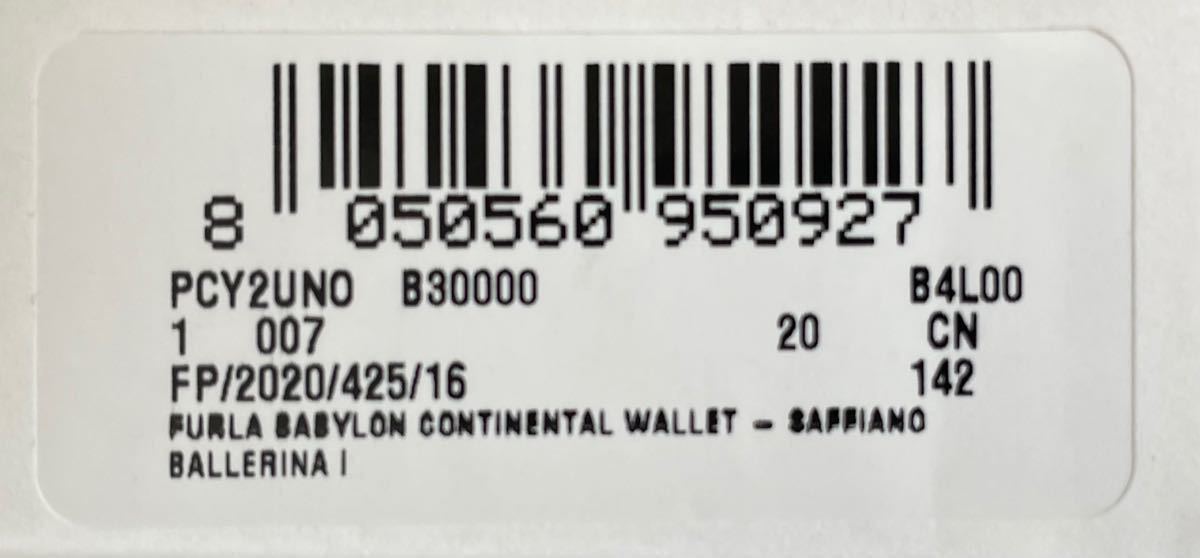 8 050560 950927
PCY2UNO B30000 B4L00
1 007 20 CN
FP/2020/425/16 142
FURLA BABYLON CONTINENTAL WALLET - SAFFIANO
BALLERINA I